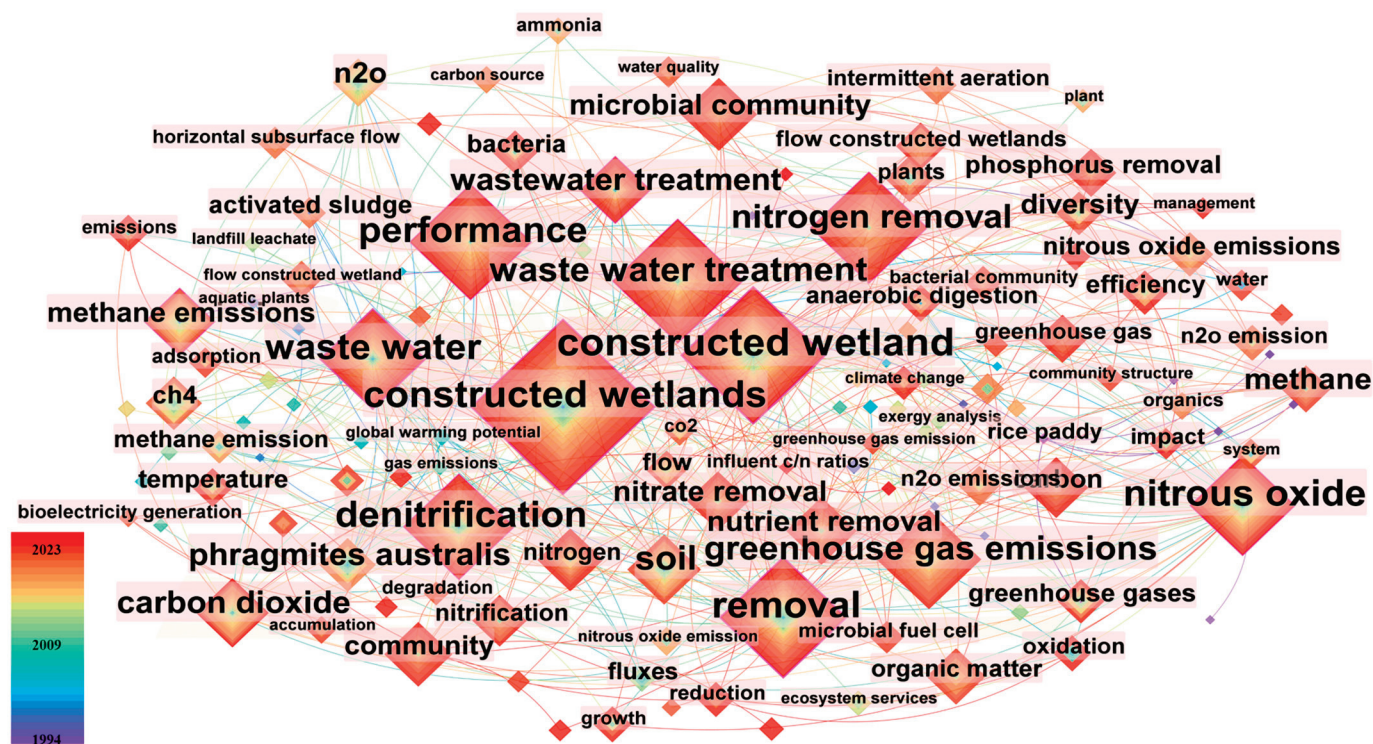 ammonia
n2o
carbon source
water quality
intermittent aeration
microbial community
plant
horizontal subsurface flow
bacteria
flow constructed wetlands
wastewater treatment
plants
phosphorus removal
activated sludge
nitrogen removal
diversity
management
emissions
performance
landfill leachate
nitrous oxide emissions
flow constructed wetland
waste water treatment
bacterial community
water
aquatic plants
anaerobic digestion
efficiency
methane emissions
waste water
constructed wetland
greenhouse gas
n2o emission
adsorption
climate change
community structure
methane
ch4
constructed wetlands
organics
exergy analysis
co2
rice paddy
methane emission
global warming potential
greenhouse gas emission
impact
system
gas emissions
flow
influent c/n ratios
temperature
n2o emissions
carbon
nitrous oxide
nitrate removal
bioelectricity generation
denitrification
nutrient removal
phragmites australis
nitrogen
soil
greenhouse gas emissions
degradation
greenhouse gases
carbon dioxide
removal
nitrification
accumulation
nitrous oxide emission
microbial fuel cell
community
oxidation
fluxes
organic matter
reduction
ecosystem services
growth
2023
2009
1994